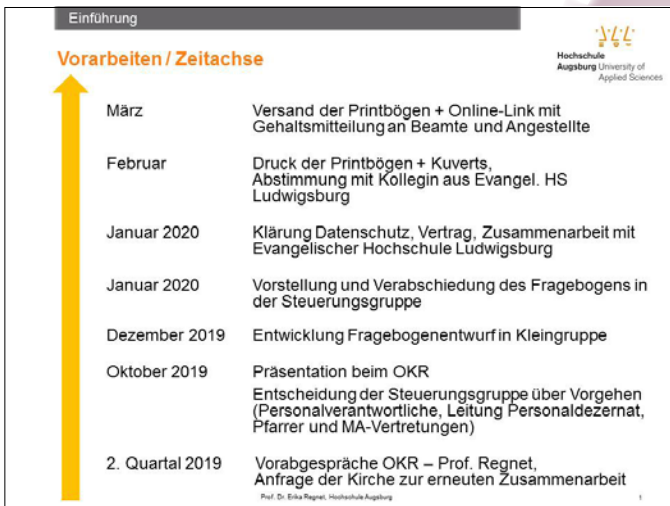 Einführung
Vorarbeiten / Zeitachse
Hochschule
Augsburg University of
Applied Sciences
März Versand der Printbögen + Online-Link mit
Gehaltsmitteilung an Beamte und Angestellte
Februar Druck der Printbögen + Kuverts,
Abstimmung mit Kollegin aus Evangel. HS
Ludwigsburg
Januar 2020 Klärung Datenschutz, Vertrag, Zusammenarbeit mit
Evangelischer Hochschule Ludwigsburg
Januar 2020 Vorstellung und Verabschiedung des Fragebogens in
der Steuerungsgruppe
Dezember 2019 Entwicklung Fragebogenentwurf in Kleingruppe
Oktober 2019 Präsentation beim OKR
Entscheidung der Steuerungsgruppe über Vorgehen
(Personalverantwortliche, Leitung Personaldezernat,
Pfarrer und MA-Vertretungen)
2. Quartal 2019 Vorabgespräche OKR – Prof. Regnet,
Anfrage der Kirche zur erneuten Zusammenarbeit
Prof. Dr. Erika Regnet, Hochschule Augsburg 1